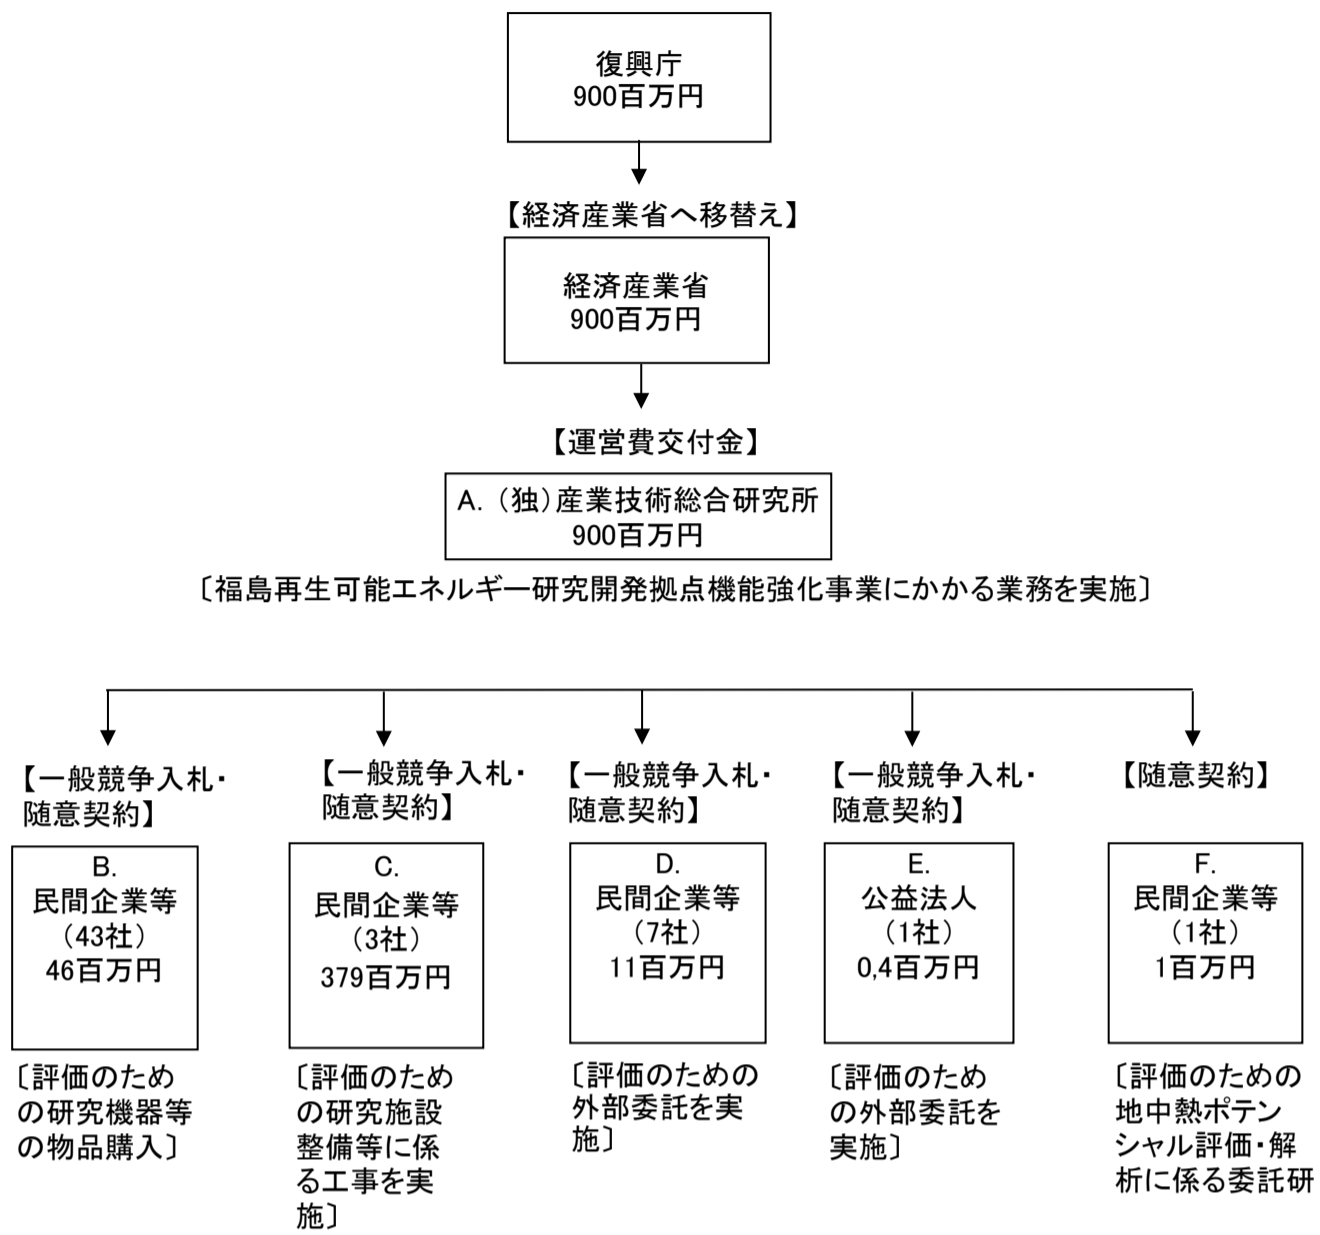 復興庁
900百万円
【経済産業省へ移替え】
経済産業省
900百万円
【運営費交付金】
A.（独）産業技術総合研究所
900百万円
〔福島再生可能エネルギー研究開発拠点機能強化事業にかかる業務を実施〕
【一般競争入札・
随意契約】
B.
民間企業等
（43社）
46百万円
〔評価のため
の研究機器等
の物品購入〕
【一般競争入札・
随意契約】
C.
民間企業等
（3社）
379百万円
〔評価のため
の研究施設
整備等に係
る工事を実
施〕
【一般競争入札・
随意契約】
D.
民間企業等
（7社）
11百万円
〔評価のための
外部委託を実
施〕
【一般競争入札・
随意契約】
E.
公益法人
（1社）
0,4百万円
〔評価のため
の外部委託を
実施〕
【随意契約】
F.
民間企業等
（1社）
1百万円
〔評価のための
地中熱ポテン
シャル評価・解
析に係る委託研